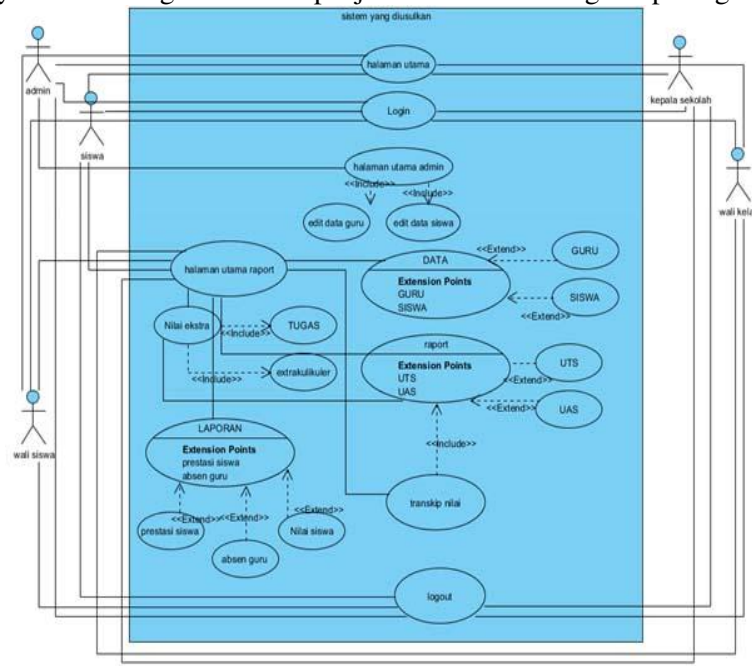 sistem yang diusulkan
halaman utama
admin
kepala sekolah
Login
siswa
halaman utama admin
wali kela
<<Include>>
<<Include>>
edit data guru
edit data siswa
<<Extend>>
GURU
DATA
halaman utama raport
Extension Points
GURU
SISWA
SISWA
<<Extend>>
Nilai ekstra
<<Include>>
TUGAS
raport
Extension Points
UTS
UAS
UTS
<<Extend>>
<<Include>>
extrakulikuler
<<Extend>>
UAS
LAPORAN
Extension Points
prestasi siswa
absen guru
wali siswa
<<Include>>
transkip nilai
<<Extend>>
<<Extend>>
<<Extend>>
prestasi siswa
Nilai siswa
absen guru
logout